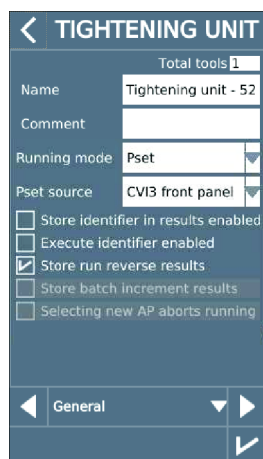 TIGHTENING UNIT
Total tools 1
Name Tightening unit - 52
Comment
Running mode Pset
Pset source CVI3 front panel
Store identifier in results enabled
Execute identifier enabled
Store run reverse results
Store batch increment results
Selecting new AP aborts running
General